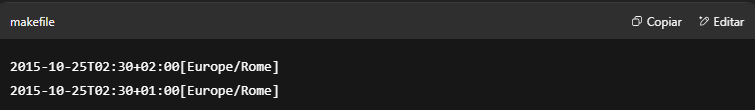 makefile Copiar Editar
2015-10-25T02:30+02:00[Europe/Rome]
2015-10-25T02:30+01:00[Europe/Rome]